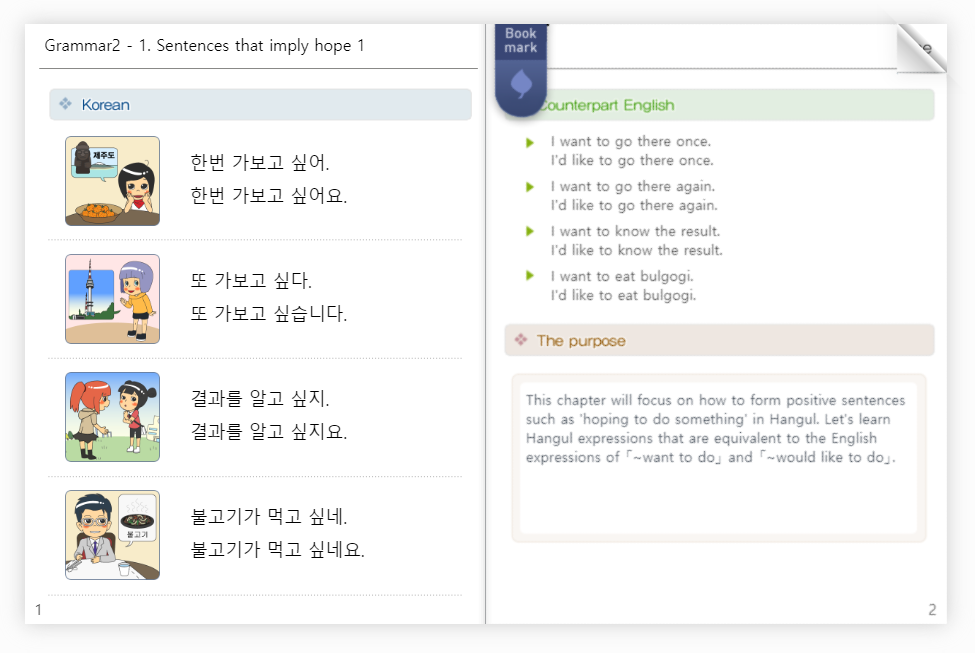 Grammar2 - 1. Sentences that imply hope 1
Korean
제주도
한번 가보고 싶어.
한번 가보고 싶어요.
또 가보고 싶다.
또 가보고 싶습니다.
결과를 알고 싶지.
결과를 알고 싶지요.
불고기
불고기가 먹고 싶네.
불고기가 먹고 싶네요.
1
Book
mark
Counterpart English
I want to go there once.
I'd like to go there once.
I want to go there again.
I'd like to go there again.
I want to know the result.
I'd like to know the result.
I want to eat bulgogi.
I'd like to eat bulgogi.
The purpose
This chapter will focus on how to form positive sentences
such as 'hoping to do something' in Hangul. Let's learn
Hangul expressions that are equivalent to the English
expressions of「~want to do」and「~would like to do」.
2